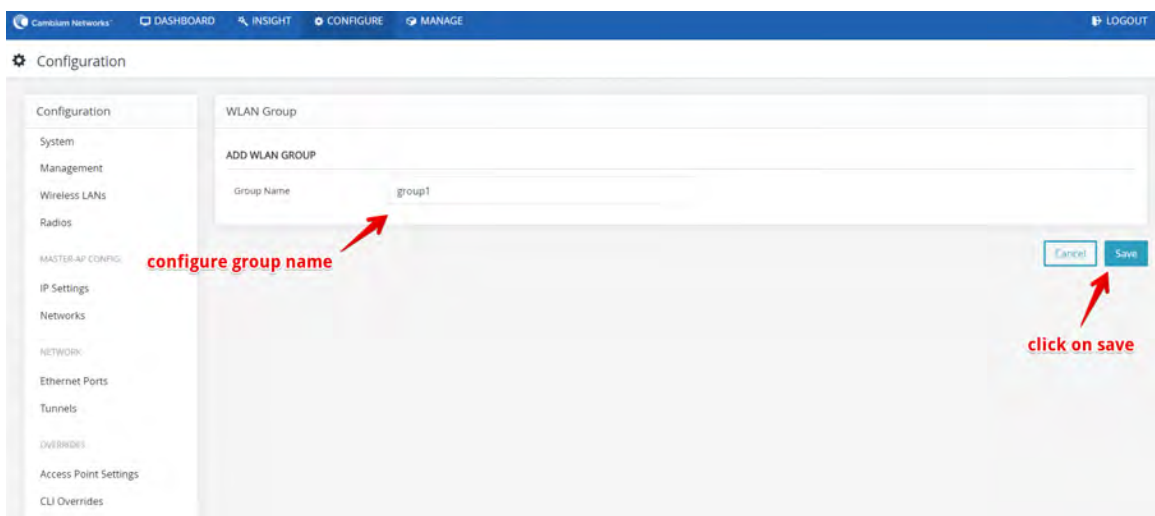 Cambium Networks™ DASHBOARD INSIGHT CONFIGURE MANAGE LOGOUT
Configuration
Configuration
System
Management
Wireless LANs
Radios
MASTER-AP CONFIG
IP Settings
Networks
NETWORK
Ethernet Ports
Tunnels
OVERRIDES
Access Point Settings
CLI Overrides
WLAN Group
ADD WLAN GROUP
Group Name group1
configure group name
Cancel Save
click on save